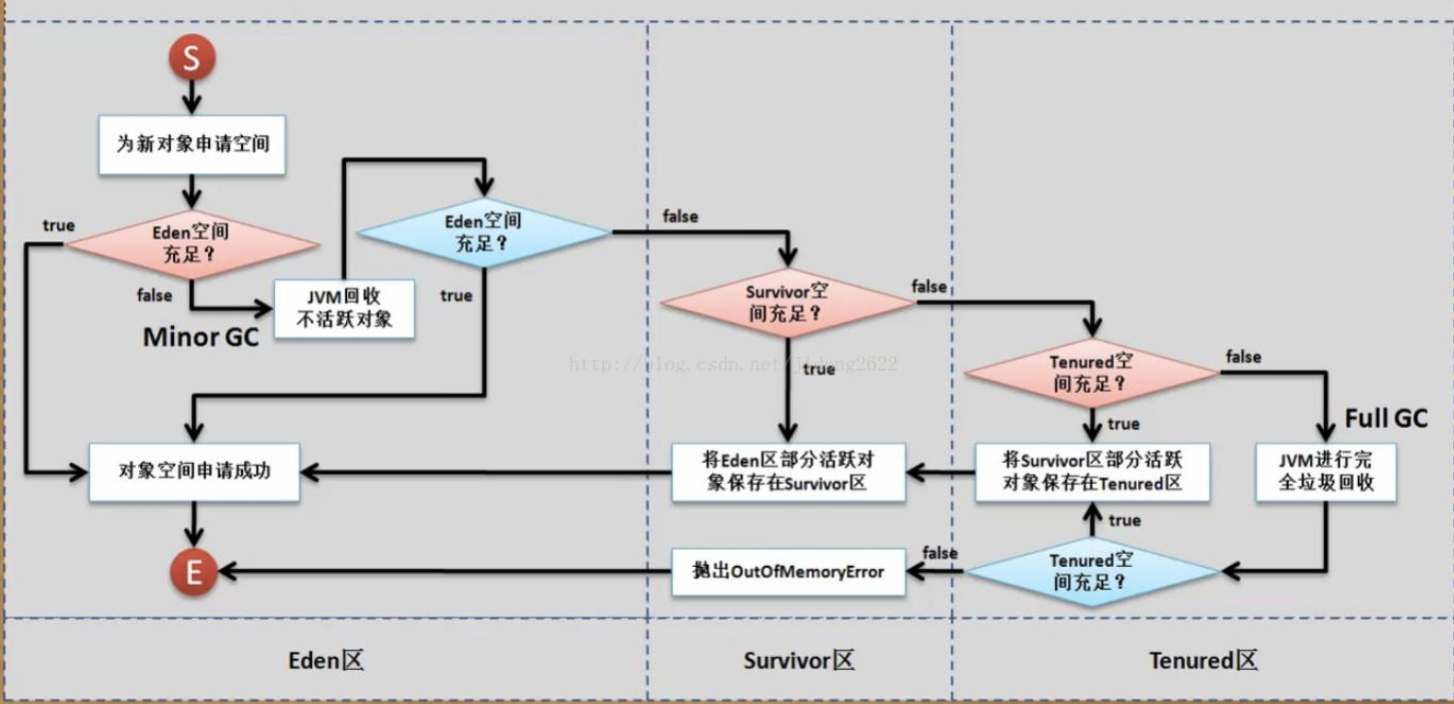 S
为新对象申请空间
true
Eden空间
充足？
false
Minor GC
JVM回收
不活跃对象
Eden空间
充足？
true
false
Survivor空
间充足？
false
true
Tenured空
间充足？
false
true
Full GC
对象空间申请成功
将Eden区部分活跃对
象保存在Survivor区
将Survivor区部分活跃
对象保存在Tenured区
JVM进行完
全垃圾回收
true
E
抛出OutOfMemoryError
false
Tenured空
间充足？
Eden区
Survivor区
Tenured区